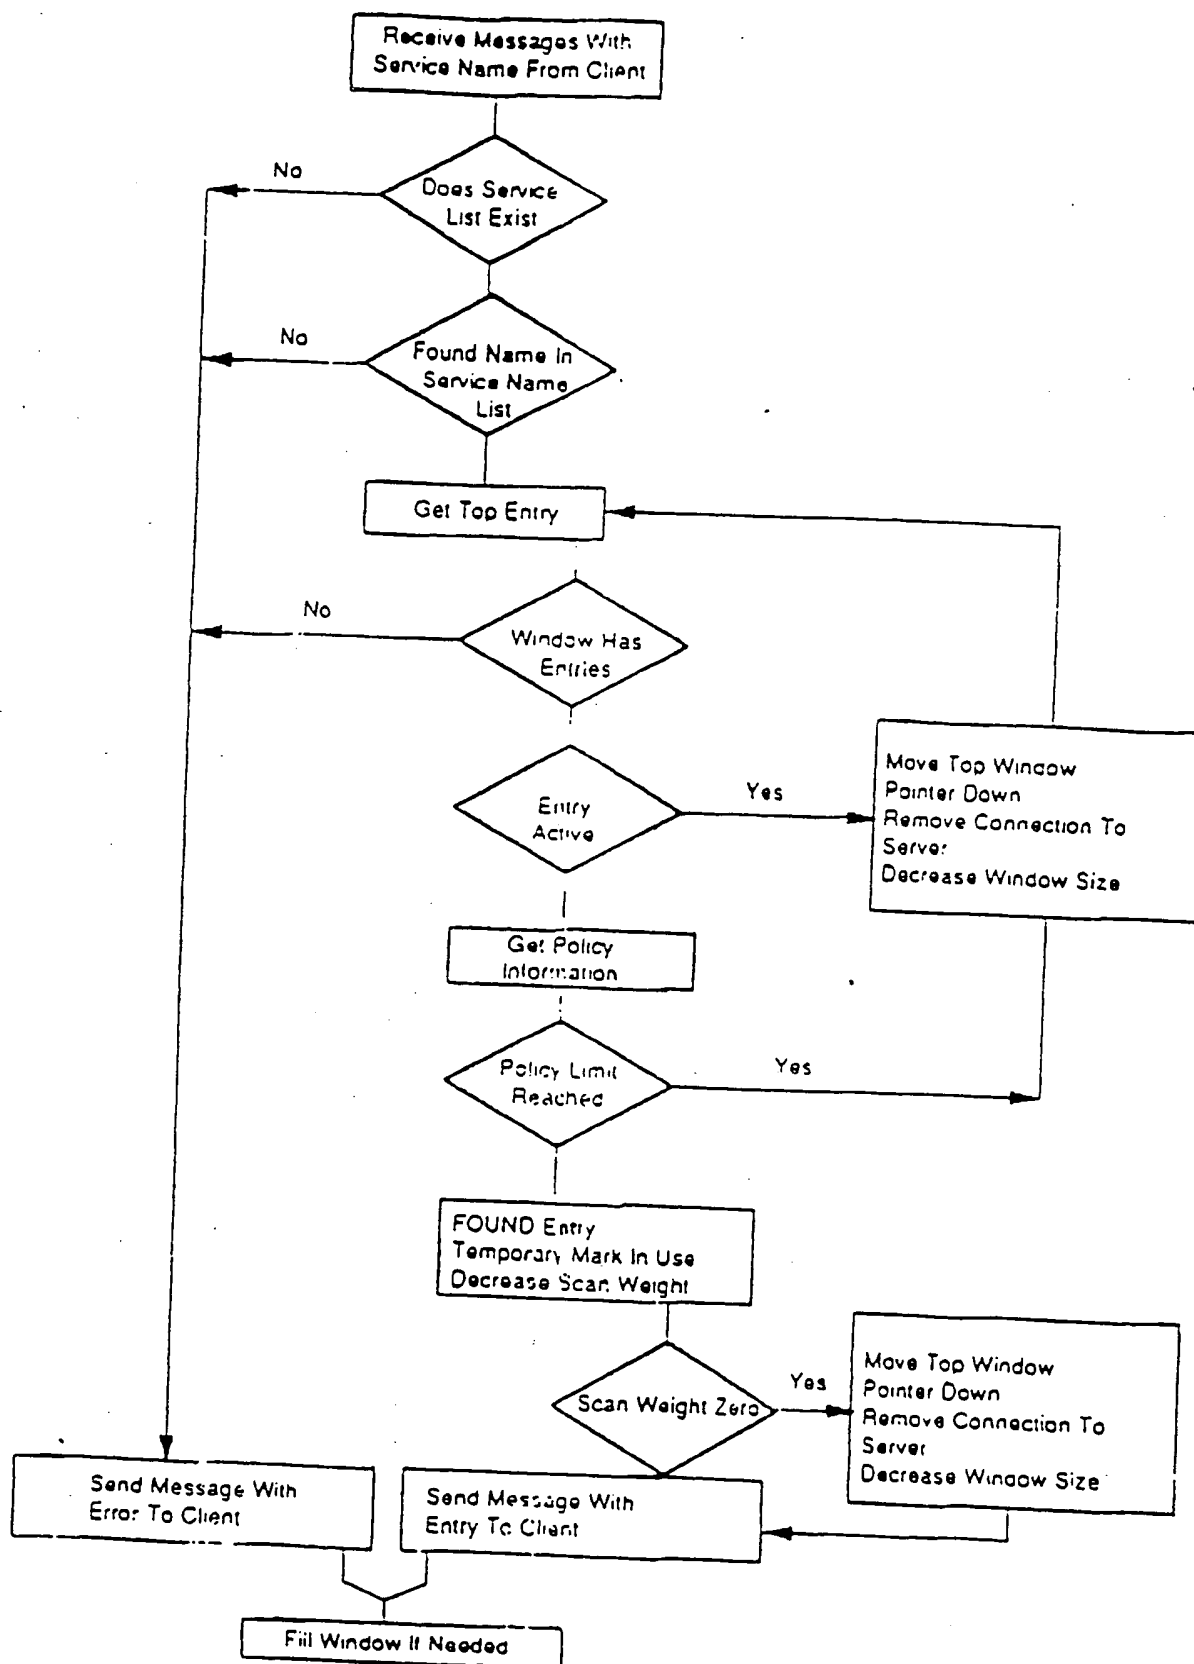 Receive Messages With
Service Name From Client
No
Does Service
List Exist
No
Found Name In
Service Name
List
Get Top Entry
No
Window Has
Entries
Entry
Active
Yes
Move Top Window
Pointer Down
Remove Connection To
Server
Decrease Window Size
Get Policy
Information
Policy Limit
Reached
Yes
FOUND Entry
Temporary Mark In Use
Decrease Scan Weight
Scan Weight Zero
Yes
Move Top Window
Pointer Down
Remove Connection To
Server
Decrease Window Size
Send Message With
Error To Client
Send Message With
Entry To Client
Fill Window If Needed